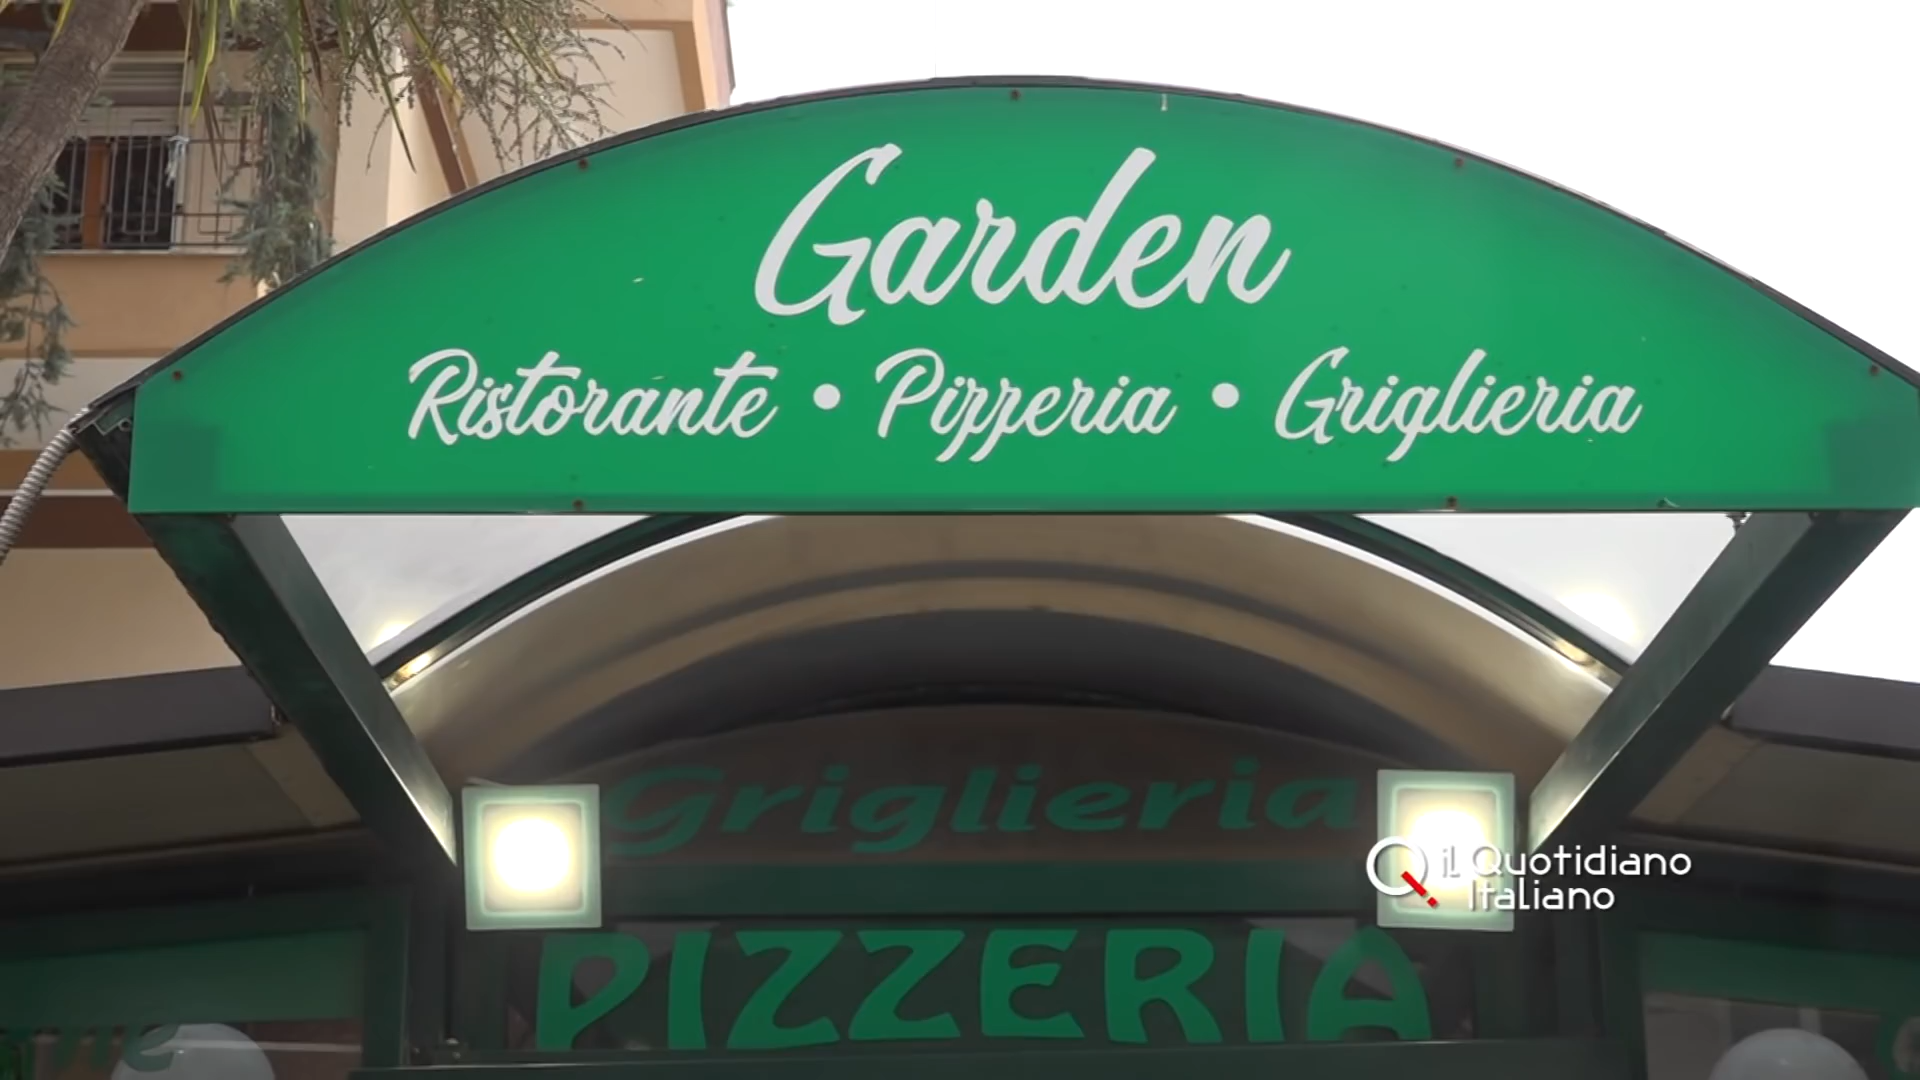 Garden
Ristorante • Pizzeria • Griglieria
Griglieria
il Quotidiano
Italiano
PIZZERIA